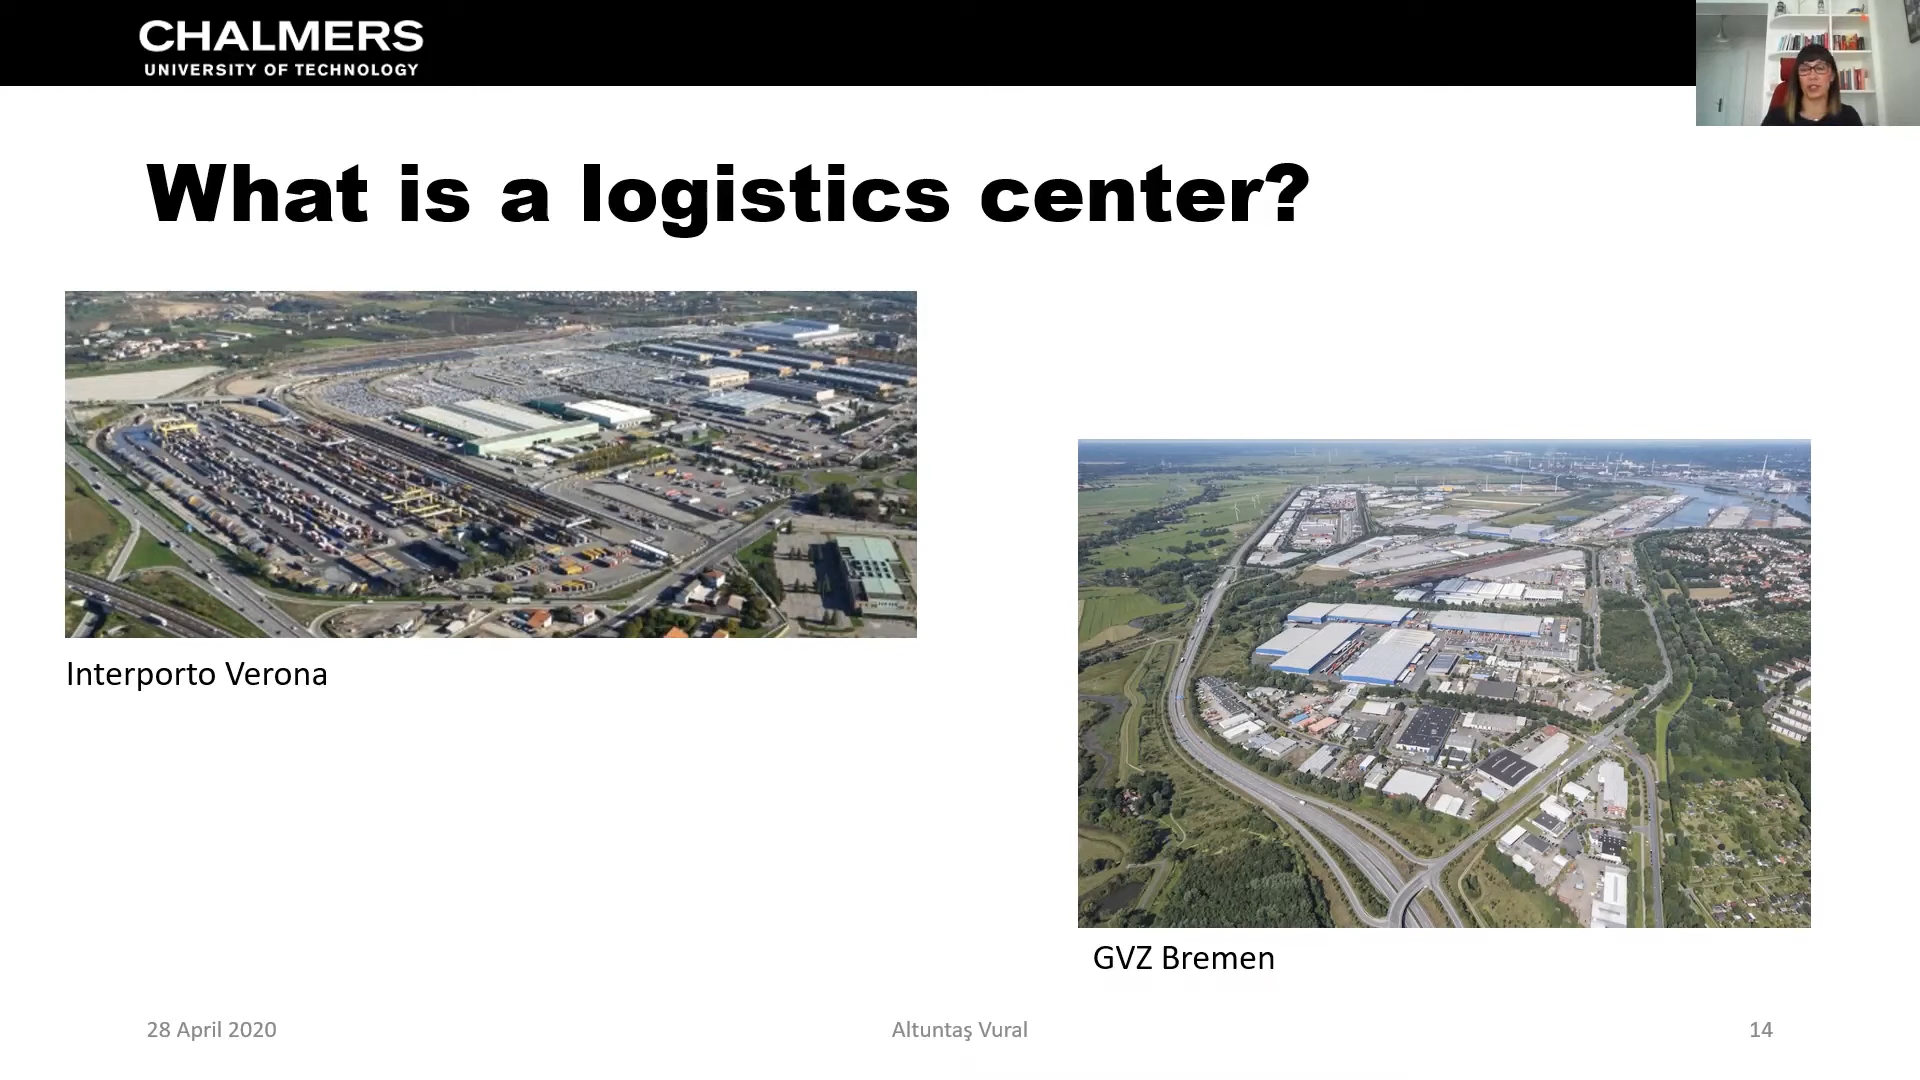 CHALMERS
UNIVERSITY OF TECHNOLOGY
What is a logistics center?
Interporto Verona
GVZ Bremen
28 April 2020
Altuntaş Vural
14